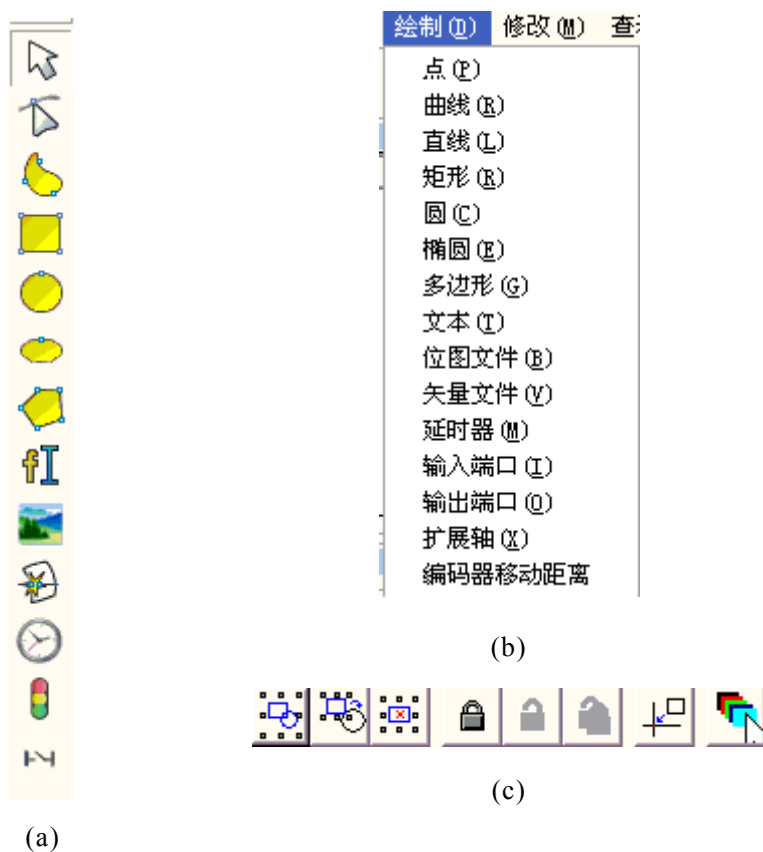 绘制(D) 修改(M) 查
点(P)
曲线(R)
直线(L)
矩形(R)
圆(C)
椭圆(E)
多边形(G)
文本(T)
位图文件(B)
矢量文件(V)
延时器(M)
输入端口(I)
输出端口(O)
扩展轴(X)
编码器移动距离
(b)
(c)
(a)